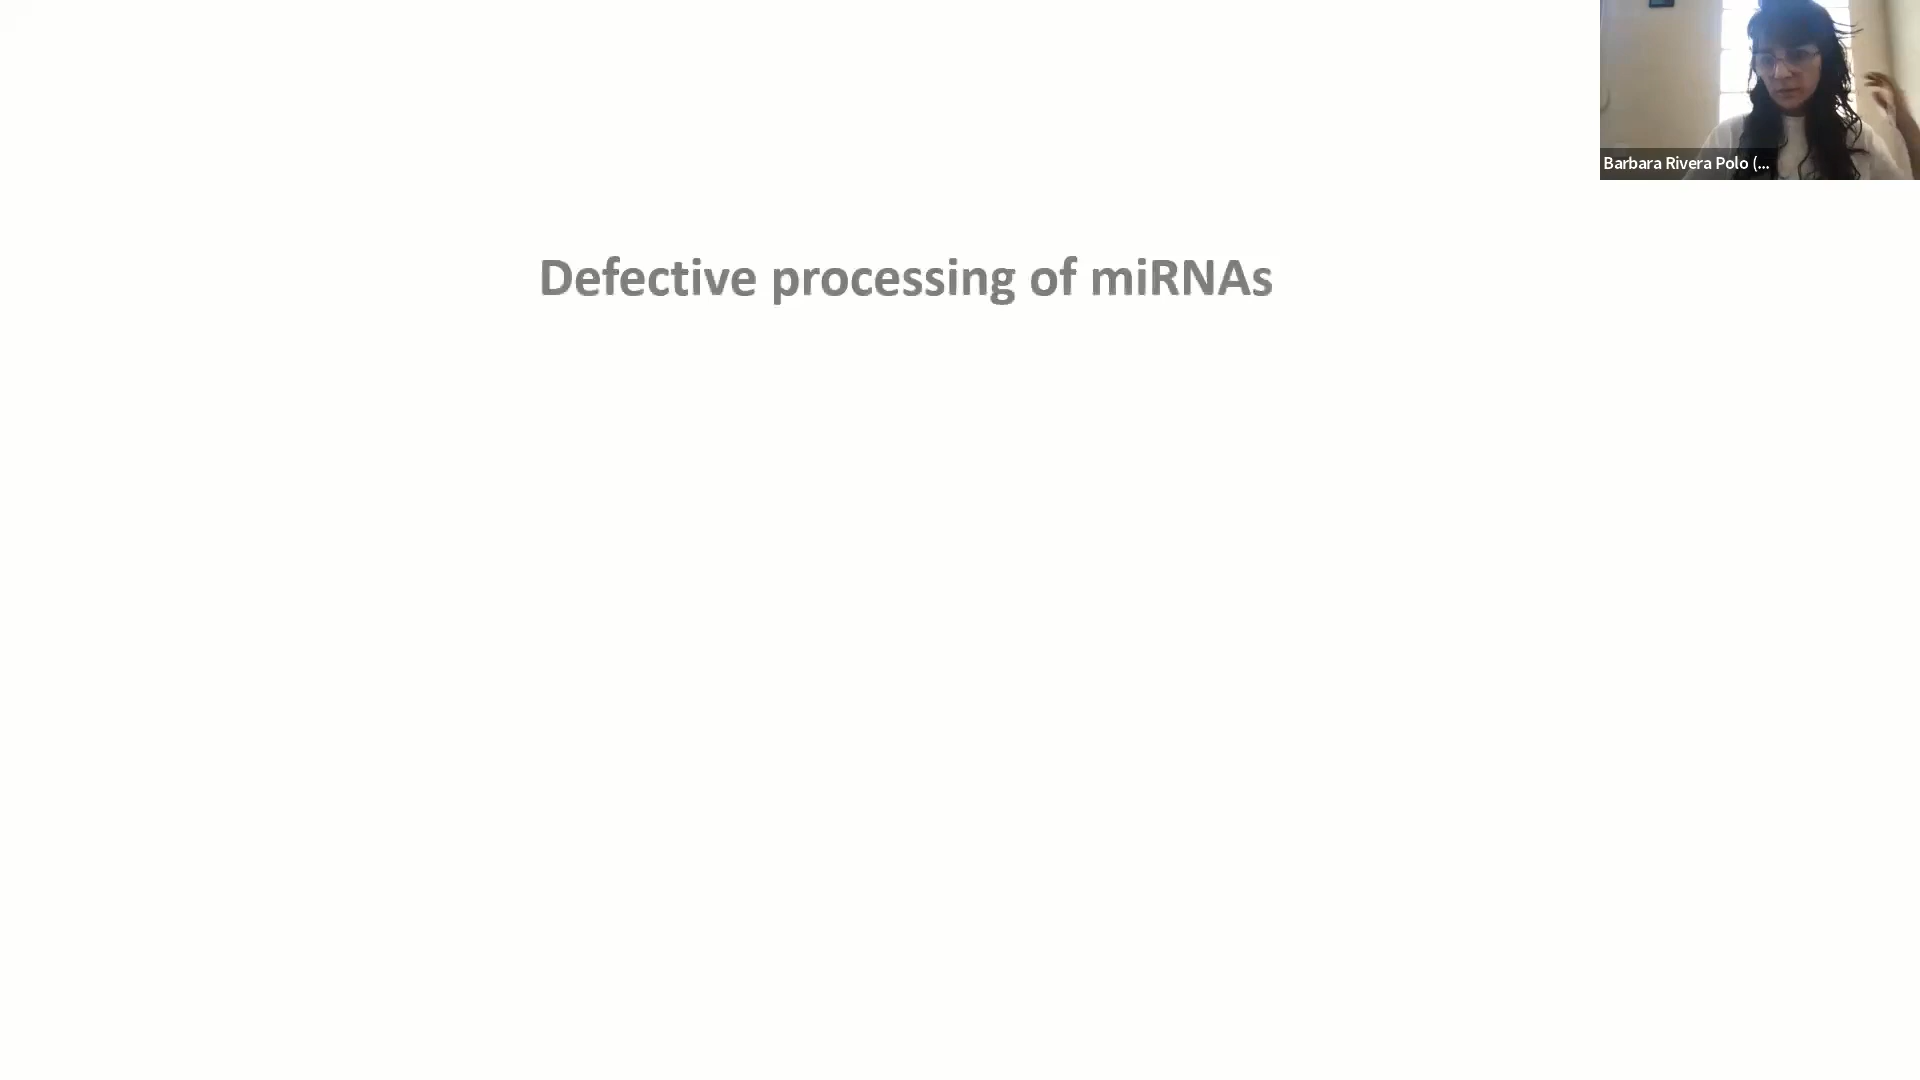 Barbara Rivera Polo (...
Defective processing of miRNAs